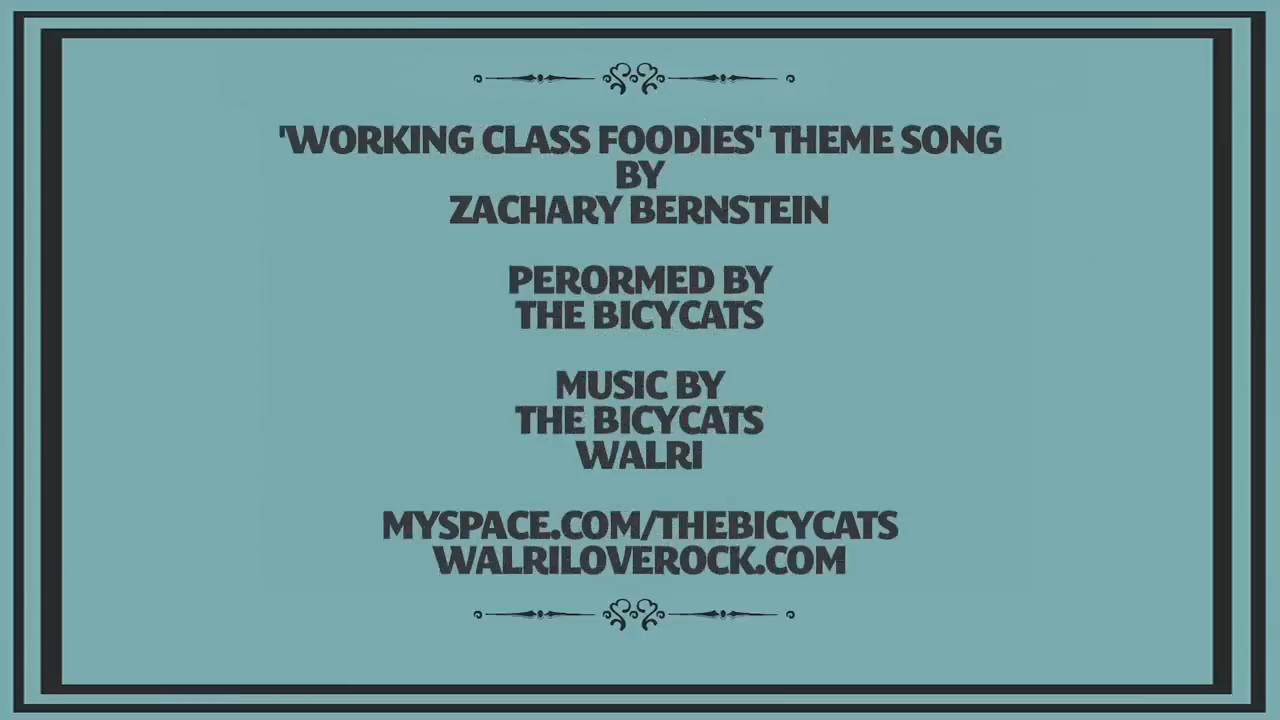 'WORKING CLASS FOODIES' THEME SONG
BY
ZACHARY BERNSTEIN
PERORMED BY
THE BICYCATS
MUSIC BY
THE BICYCATS
WALRI
MYSPACE.COM/THEBICYCATS
WALRILOVEROCK.COM